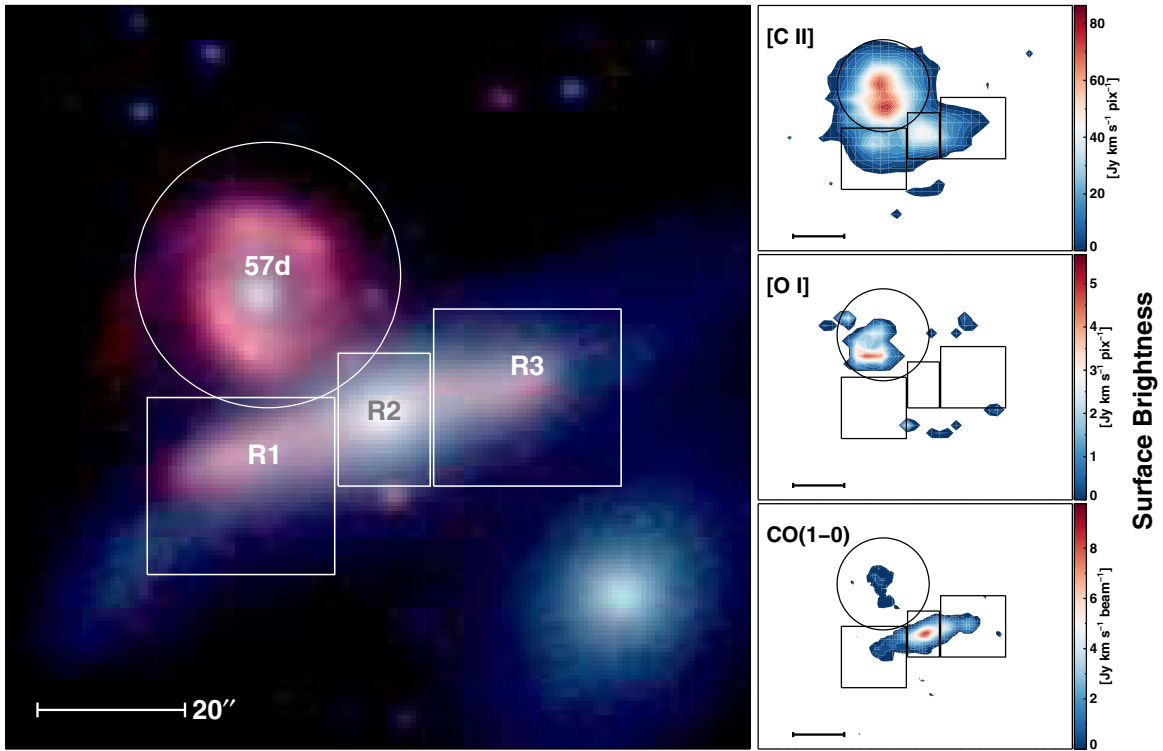 57d
R1
R2
R3
20″
[C II]
80
60
40
20
0
[Jy km s⁻¹ pix⁻¹]
[O I]
5
4
3
2
1
0
[Jy km s⁻¹ pix⁻¹]
CO(1−0)
8
6
4
2
0
[Jy km s⁻¹ beam⁻¹]
Surface Brightness